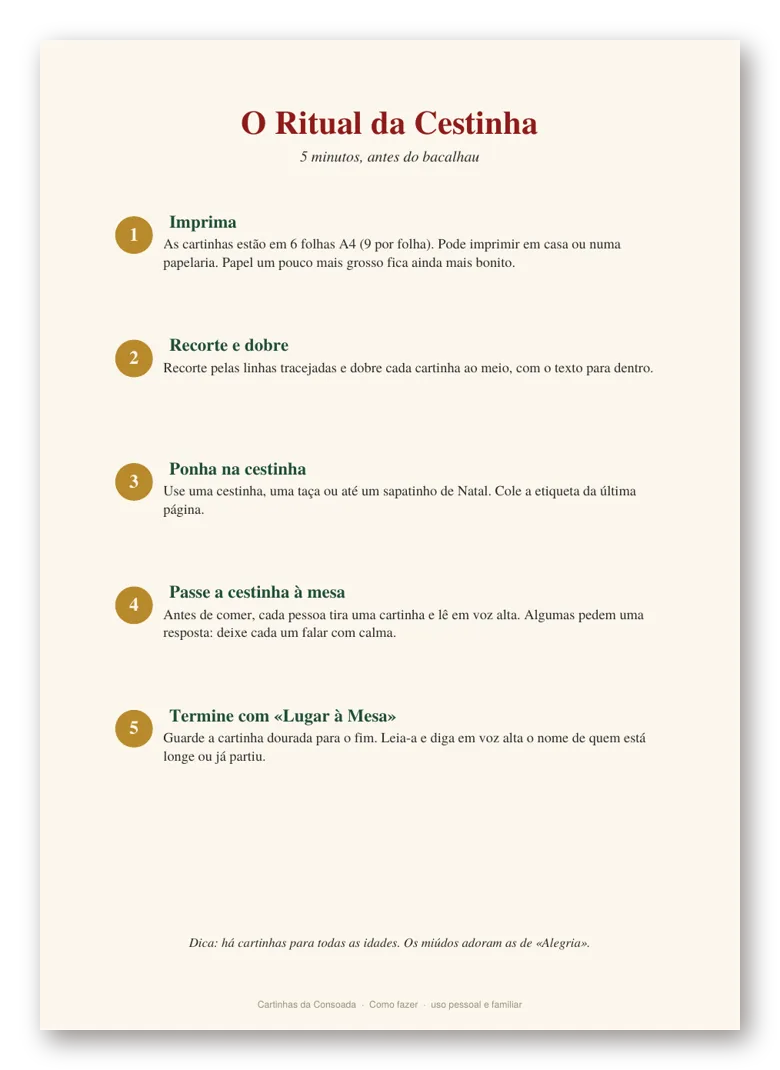 O Ritual da Cestinha
5 minutos, antes do bacalhau
1
Imprima
As cartinhas estão em 6 folhas A4 (9 por folha). Pode imprimir em casa ou numa
papelaria. Papel um pouco mais grosso fica ainda mais bonito.
2
Recorte e dobre
Recorte pelas linhas tracejadas e dobre cada cartinha ao meio, com o texto para dentro.
3
Ponha na cestinha
Use uma cestinha, uma taça ou até um sapatinho de Natal. Cole a etiqueta da última
página.
4
Passe a cestinha à mesa
Antes de comer, cada pessoa tira uma cartinha e lê em voz alta. Algumas pedem uma
resposta: deixe cada um falar com calma.
5
Termine com «Lugar à Mesa»
Guarde a cartinha dourada para o fim. Leia-a e diga em voz alta o nome de quem está
longe ou já partiu.
Dica: há cartinhas para todas as idades. Os miúdos adoram as de «Alegria».
Cartinhas da Consoada · Como fazer · uso pessoal e familiar